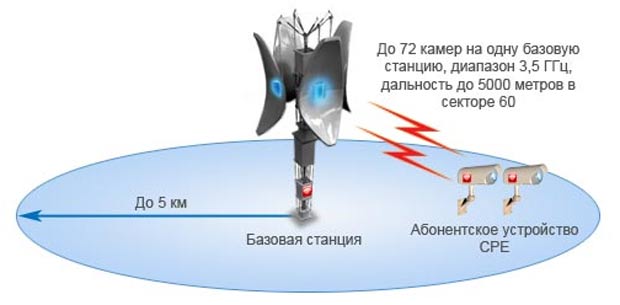 До 72 камер на одну базовую
станцию, диапазон 3,5 ГГц,
дальность до 5000 метров в
секторе 60
До 5 км
Базовая станция
Абонентское устройство
CPE